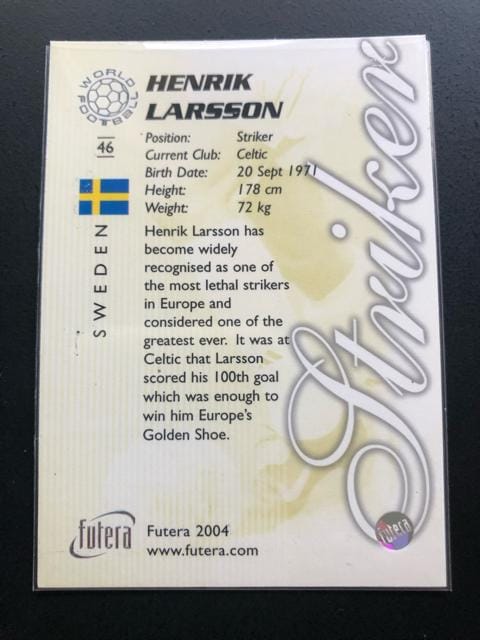 WORLD FOOTBALL
HENRIK
LARSSON
46
Position: Striker
Current Club: Celtic
Birth Date: 20 Sept 1971
Height: 178 cm
Weight: 72 kg
SWEDEN
Henrik Larsson has
become widely
recognised as one of
the most lethal strikers
in Europe and
considered one of the
greatest ever. It was at
Celtic that Larsson
scored his 100th goal
which was enough to
win him Europe's
Golden Shoe.
Striker
futera
Futera 2004
www.futera.com
futera